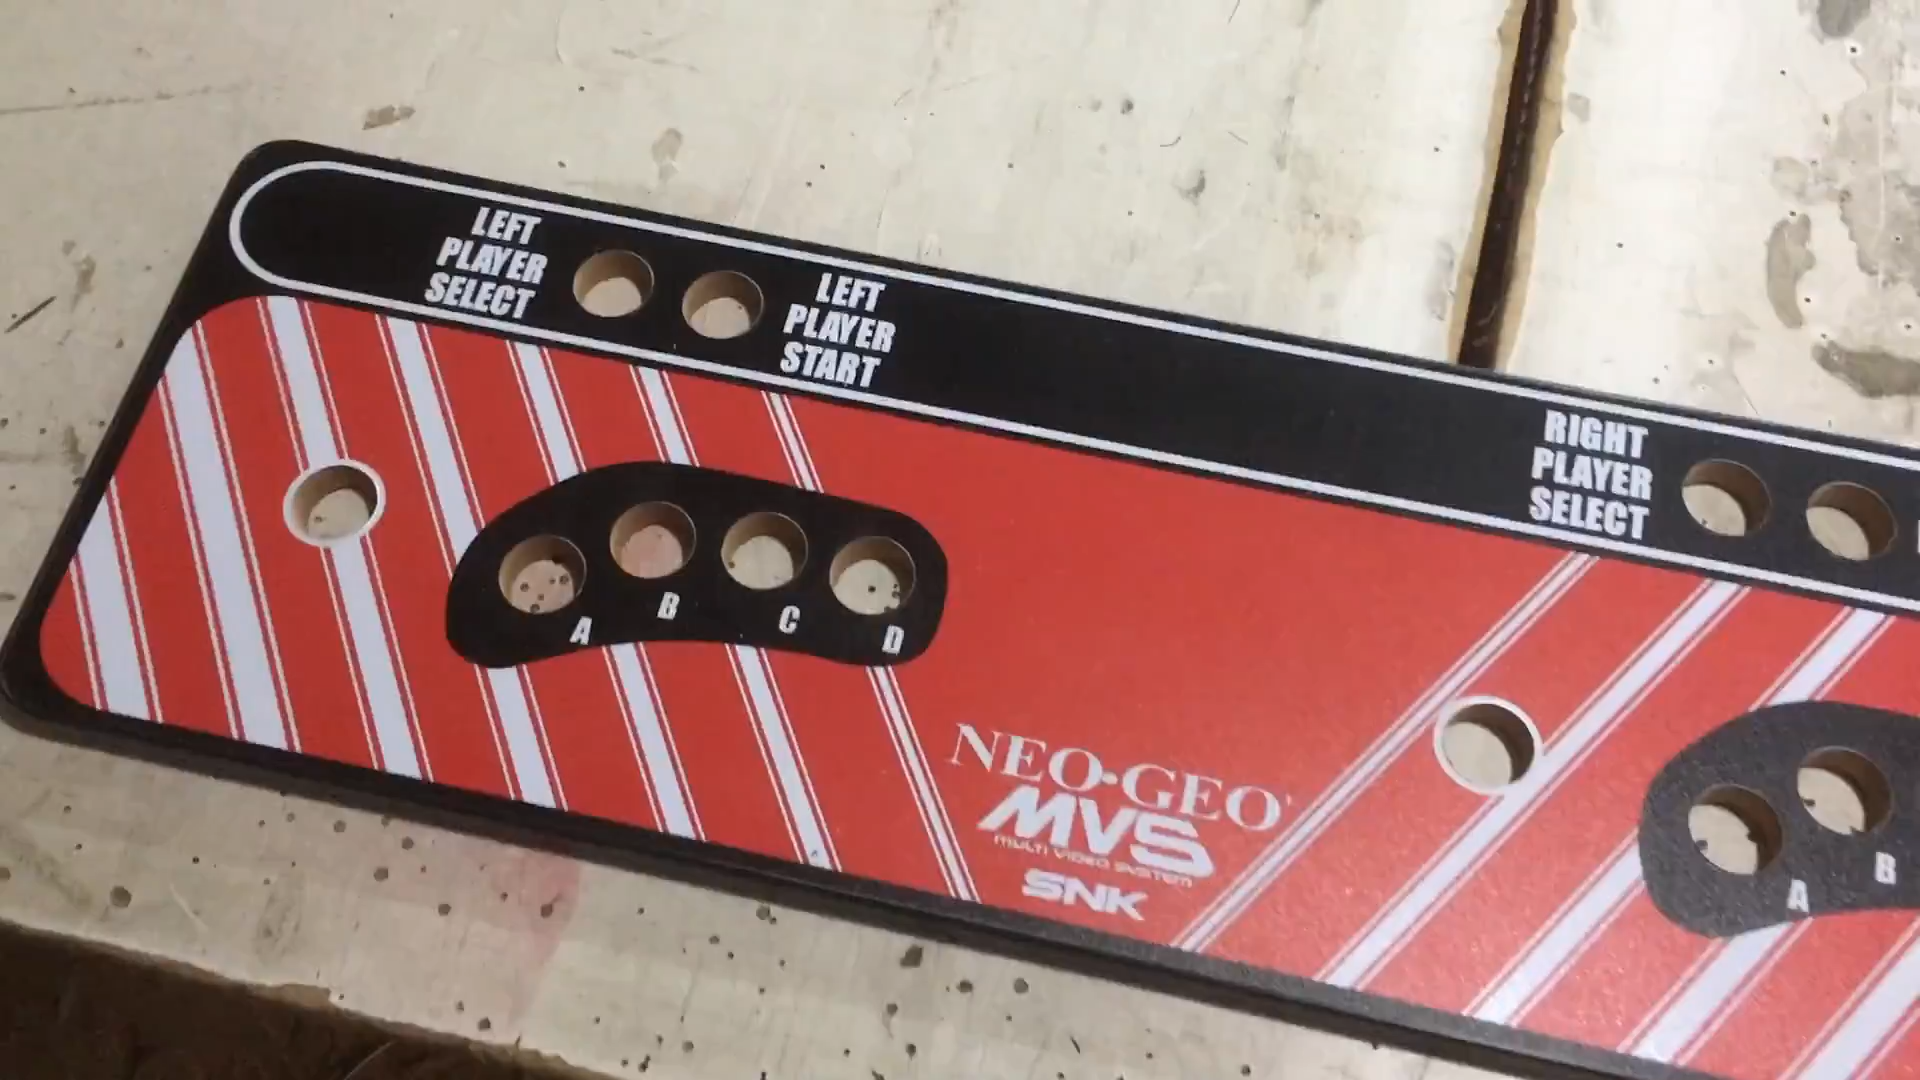 LEFT
PLAYER
SELECT
LEFT
PLAYER
START
RIGHT
PLAYER
SELECT
A
B
C
D
NEO•GEO
MVS
MULTI VIDEO SYSTEM
SNK
A
B